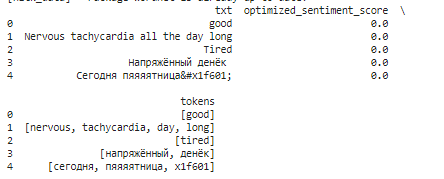 txt optimized_sentiment_score \
0 good 0.0
1 Nervous tachycardia all the day long 0.0
2 Tired 0.0
3 Напряжённый денёк 0.0
4 Сегодня пяяяятница&#x1f601; 0.0
tokens
0 [good]
1 [nervous, tachycardia, day, long]
2 [tired]
3 [напряжённый, денёк]
4 [сегодня, пяяяятница, x1f601]